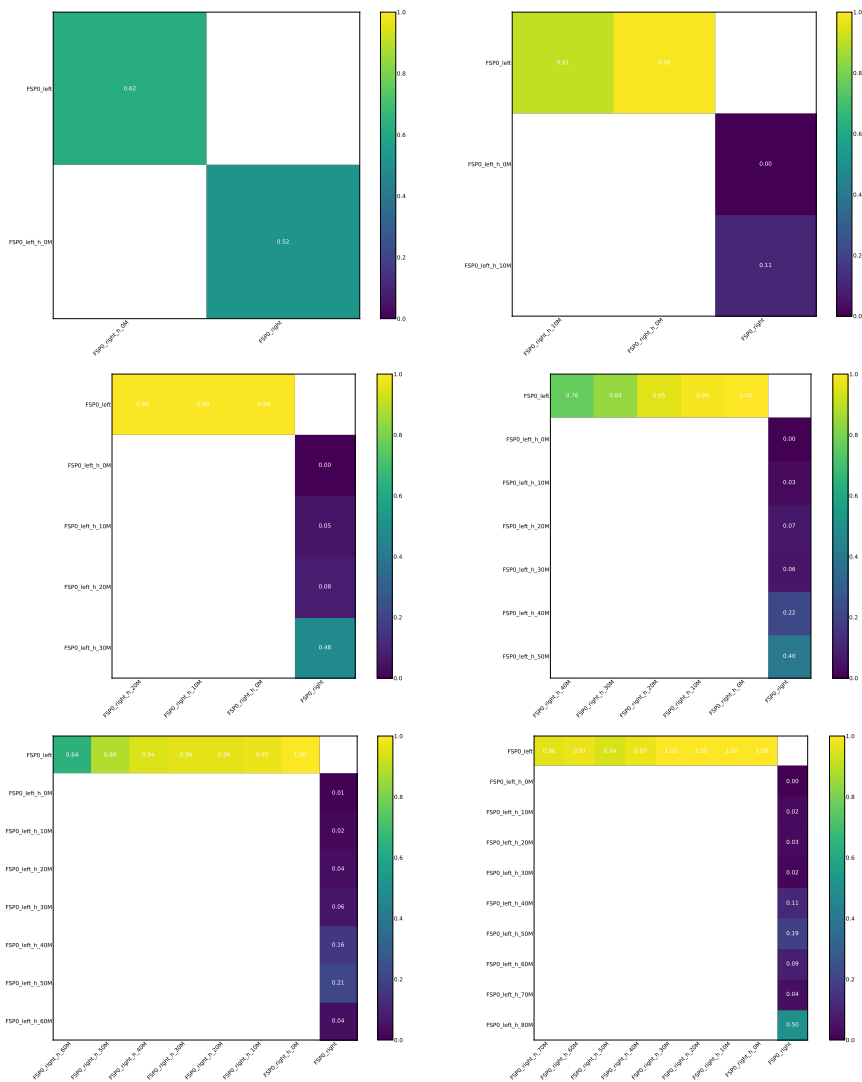 1.0
0.8
0.6
0.4
0.2
0.0
FSP0_left
0.62
FSP0_left_h_0M
0.52
FSP0_right_h_0M
FSP0_right
1.0
0.8
0.6
0.4
0.2
0.0
FSP0_left
0.91 0.99
FSP0_left_h_0M
0.00
FSP0_left_h_10M
0.11
FSP0_right_h_10M
FSP0_right_h_0M
FSP0_right
1.0
0.8
0.6
0.4
0.2
0.0
FSP0_left
0.99 0.98
FSP0_left_h_0M
0.00
FSP0_left_h_10M
0.05
FSP0_left_h_20M
0.08
FSP0_left_h_30M
0.48
FSP0_right_h_20M
FSP0_right_h_10M
FSP0_right_h_0M
FSP0_right
1.0
0.8
0.6
0.4
0.2
0.0
FSP0_left
0.76 0.84 0.95 0.99 1.00
FSP0_left_h_0M
0.00
FSP0_left_h_10M
0.03
FSP0_left_h_20M
0.07
FSP0_left_h_30M
0.06
FSP0_left_h_40M
0.22
FSP0_left_h_50M
0.40
FSP0_right_h_40M
FSP0_right_h_30M
FSP0_right_h_20M
FSP0_right_h_10M
FSP0_right_h_0M
FSP0_right
1.0
0.8
0.6
0.4
0.2
0.0
FSP0_left
0.64 0.88 0.94 0.96 0.96 0.97 1.00
FSP0_left_h_0M
0.01
FSP0_left_h_10M
0.02
FSP0_left_h_20M
0.04
FSP0_left_h_30M
0.06
FSP0_left_h_40M
0.16
FSP0_left_h_50M
0.21
FSP0_left_h_60M
0.04
FSP0_right_h_60M
FSP0_right_h_50M
FSP0_right_h_40M
FSP0_right_h_30M
FSP0_right_h_20M
FSP0_right_h_10M
FSP0_right_h_0M
FSP0_right
1.0
0.8
0.6
0.4
0.2
0.0
FSP0_left
0.96 0.97 0.94 0.97 1.00 1.00 1.00 1.00
FSP0_left_h_0M
0.00
FSP0_left_h_10M
0.02
FSP0_left_h_20M
0.03
FSP0_left_h_30M
0.02
FSP0_left_h_40M
0.11
FSP0_left_h_50M
0.19
FSP0_left_h_60M
0.09
FSP0_left_h_70M
0.04
FSP0_left_h_80M
0.50
FSP0_right_h_70M
FSP0_right_h_60M
FSP0_right_h_50M
FSP0_right_h_40M
FSP0_right_h_30M
FSP0_right_h_20M
FSP0_right_h_10M
FSP0_right_h_0M
FSP0_right
1.0
0.8
0.6
0.4
0.2
0.0